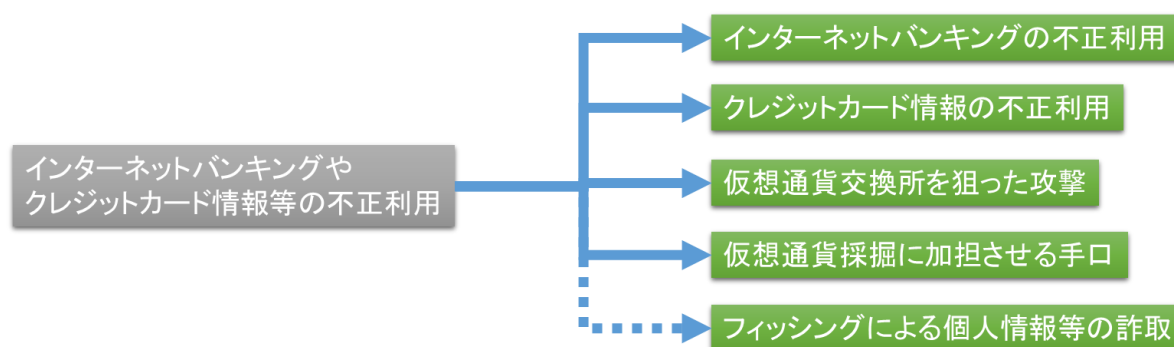 インターネットバンキングの不正利用
クレジットカード情報の不正利用
インターネットバンキングや
クレジットカード情報等の不正利用
仮想通貨交換所を狙った攻撃
仮想通貨採掘に加担させる手口
フィッシングによる個人情報等の詐取